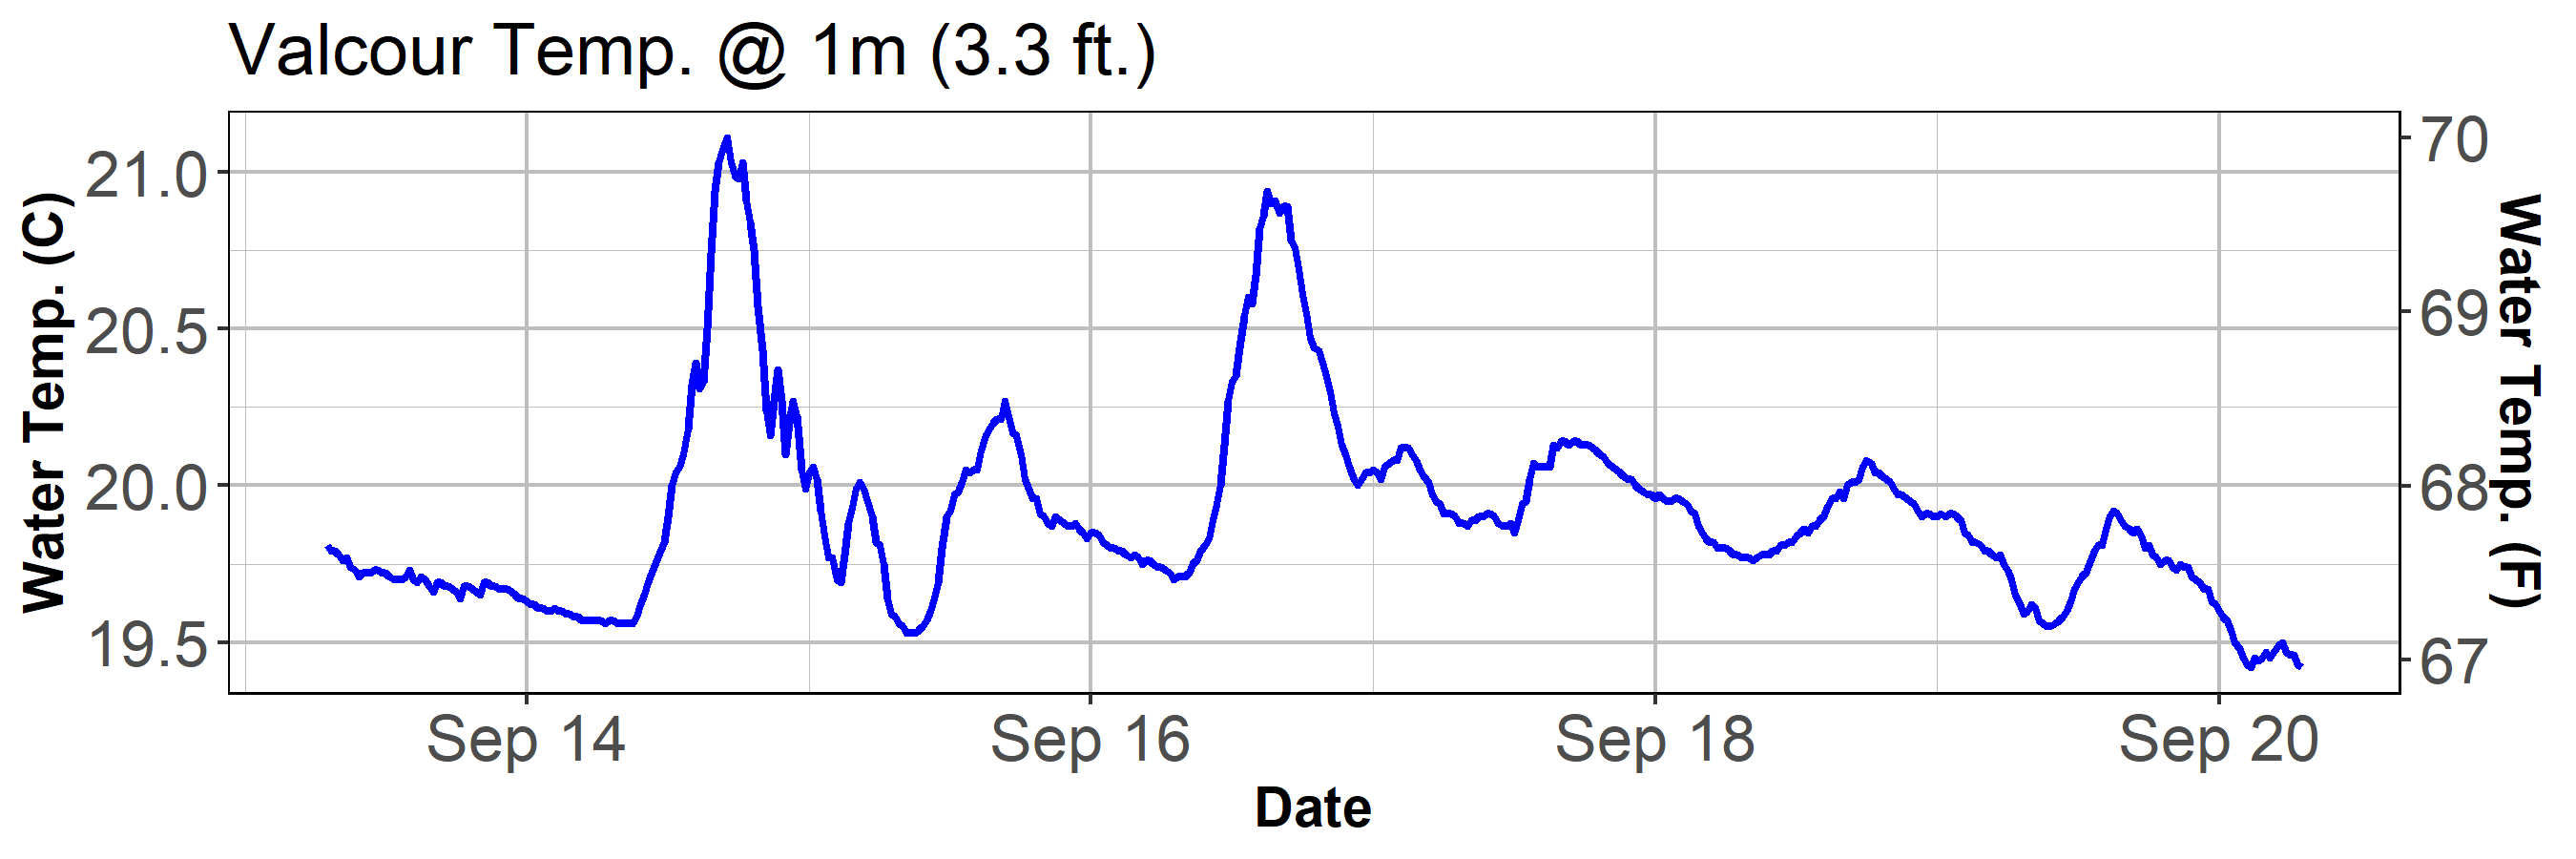 Valcour Temp. @ 1m (3.3 ft.)
Water Temp. (C)
21.0
20.5
20.0
19.5
70
69
68
67
Water Temp. (F)
Sep 14
Sep 16
Sep 18
Sep 20
Date